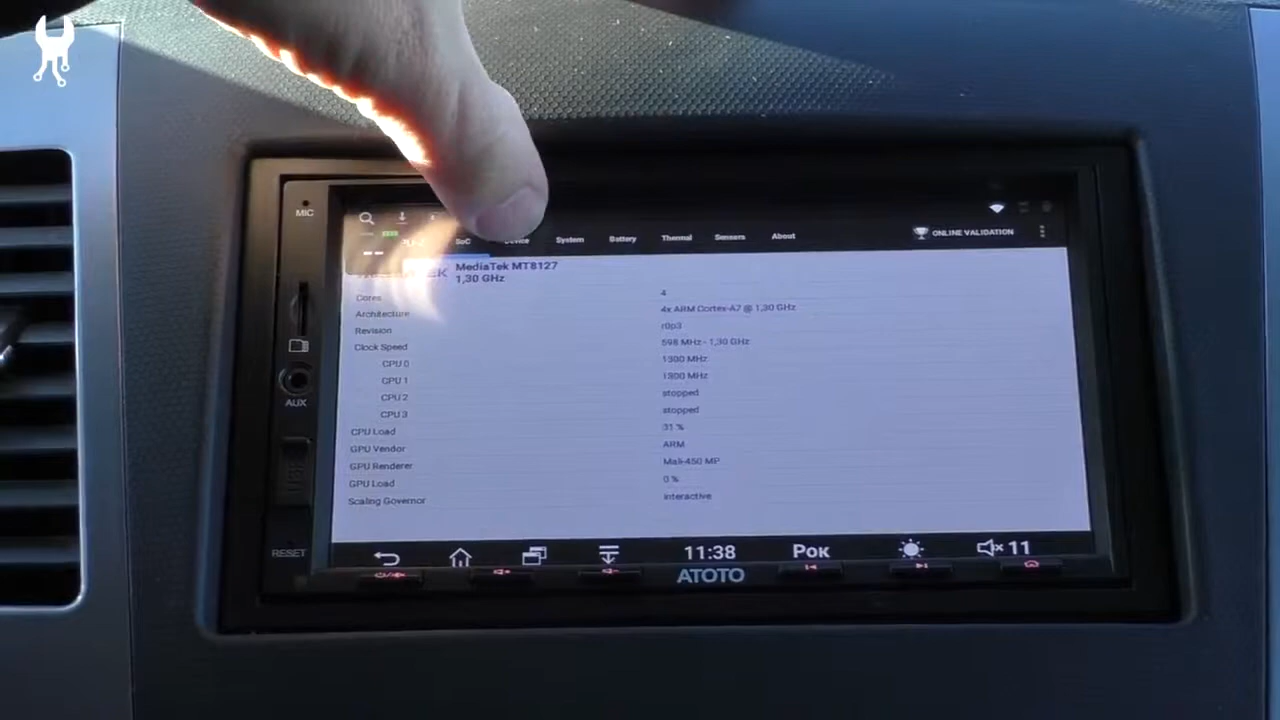 MIC
SoC
Device
System
Battery
Thermal
Sensors
About
ONLINE VALIDATION
MediaTek MT8127
1,30 GHz
Cores 4
Architecture 4x ARM Cortex-A7 @ 1,30 GHz
Revision r0p3
Clock Speed 598 MHz - 1,30 GHz
CPU 0 1300 MHz
CPU 1 1300 MHz
CPU 2 stopped
CPU 3 stopped
CPU Load 31 %
GPU Vendor ARM
GPU Renderer Mali-450 MP
GPU Load 0 %
Scaling Governor interactive
AUX
USB
RESET
11:38
Рок
11
ATOTO